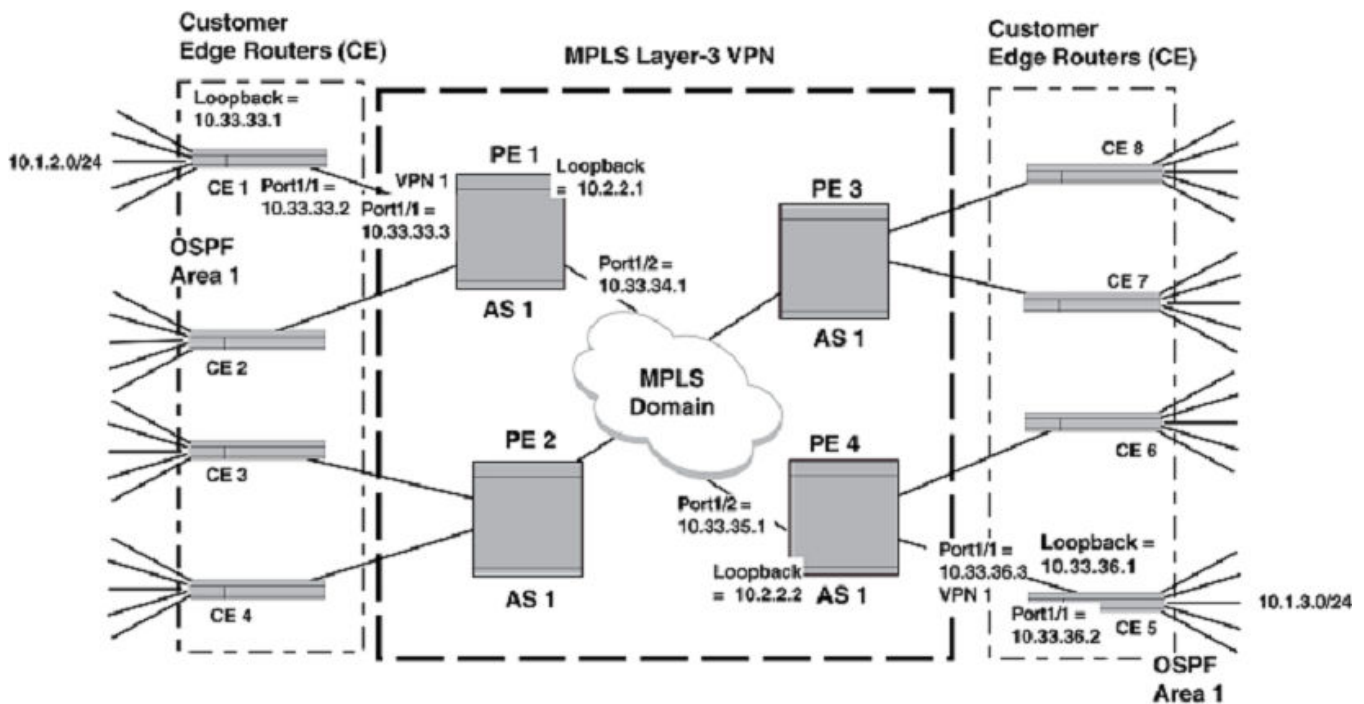 Customer
Edge Routers (CE)
MPLS Layer-3 VPN
Customer
Edge Routers (CE)
Loopback =
10.33.33.1
10.1.2.0/24
CE 1
Port1/1 =
10.33.33.2
VPN 1
Port1/1 =
10.33.33.3
PE 1
Loopback
= 10.2.2.1
AS 1
Port1/2 =
10.33.34.1
PE 3
AS 1
CE 8
CE 7
OSPF
Area 1
CE 2
MPLS
Domain
CE 3
CE 4
PE 2
AS 1
PE 4
Port1/2 =
10.33.35.1
Loopback
= 10.2.2.2
AS 1
CE 6
Port1/1 =
10.33.36.3
VPN 1
Loopback =
10.33.36.1
Port1/1 =
10.33.36.2
CE 5
10.1.3.0/24
OSPF
Area 1